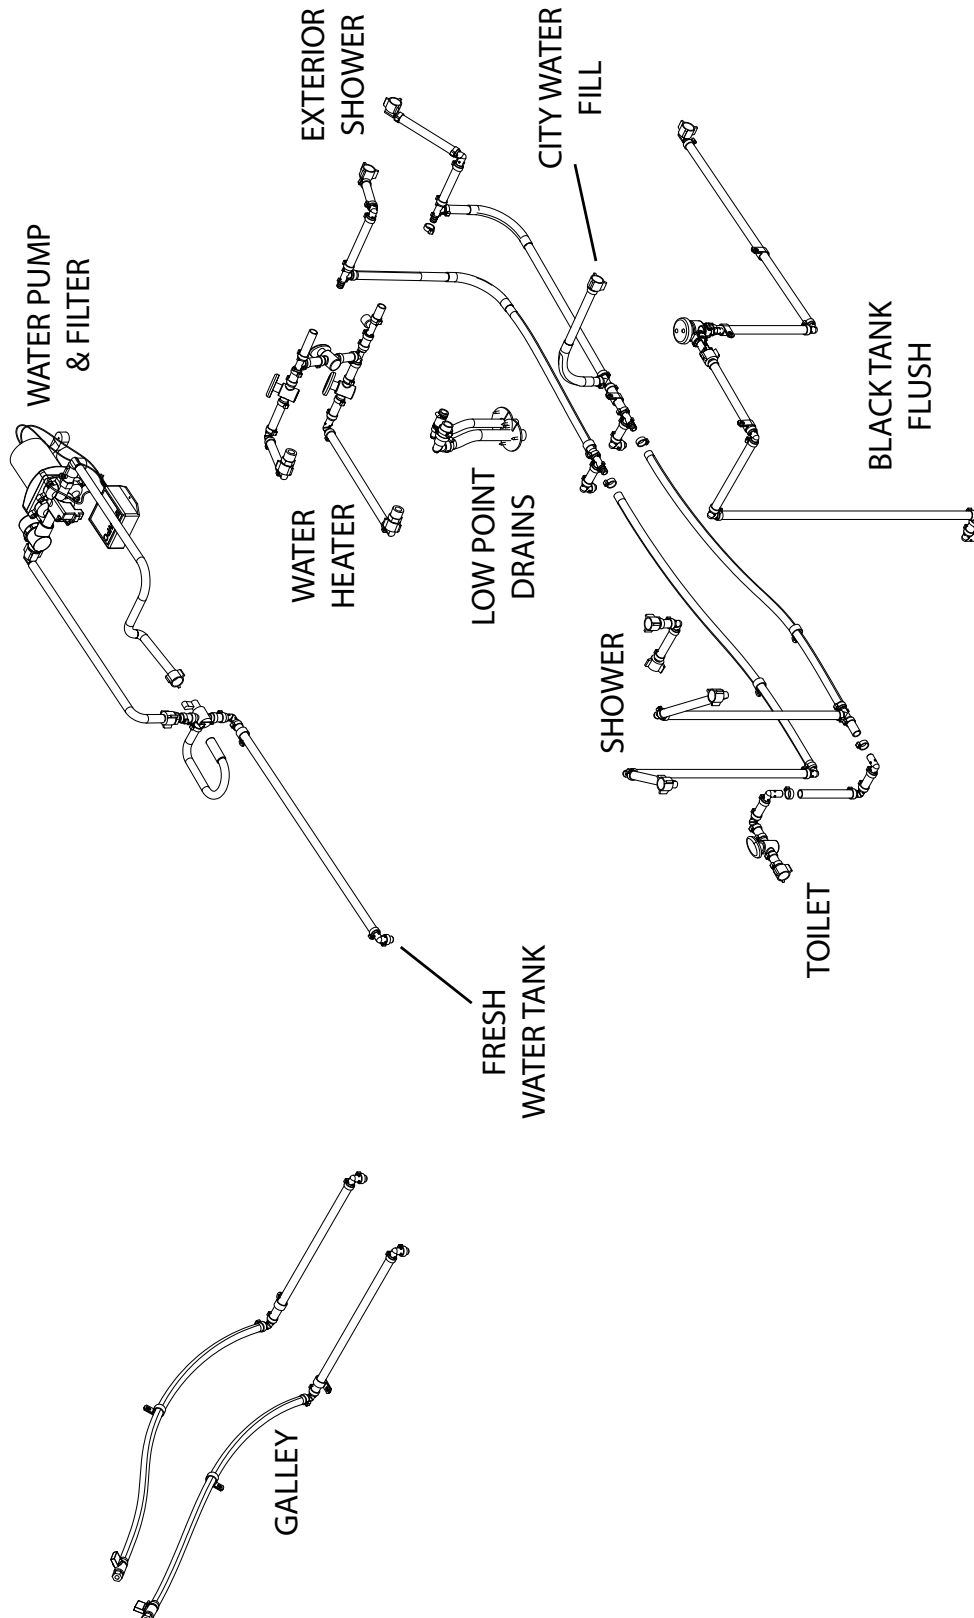 WATER PUMP
& FILTER
EXTERIOR
SHOWER
CITY WATER
FILL
WATER
HEATER
LOW POINT
DRAINS
BLACK TANK
FLUSH
SHOWER
TOILET
FRESH
WATER TANK
GALLEY